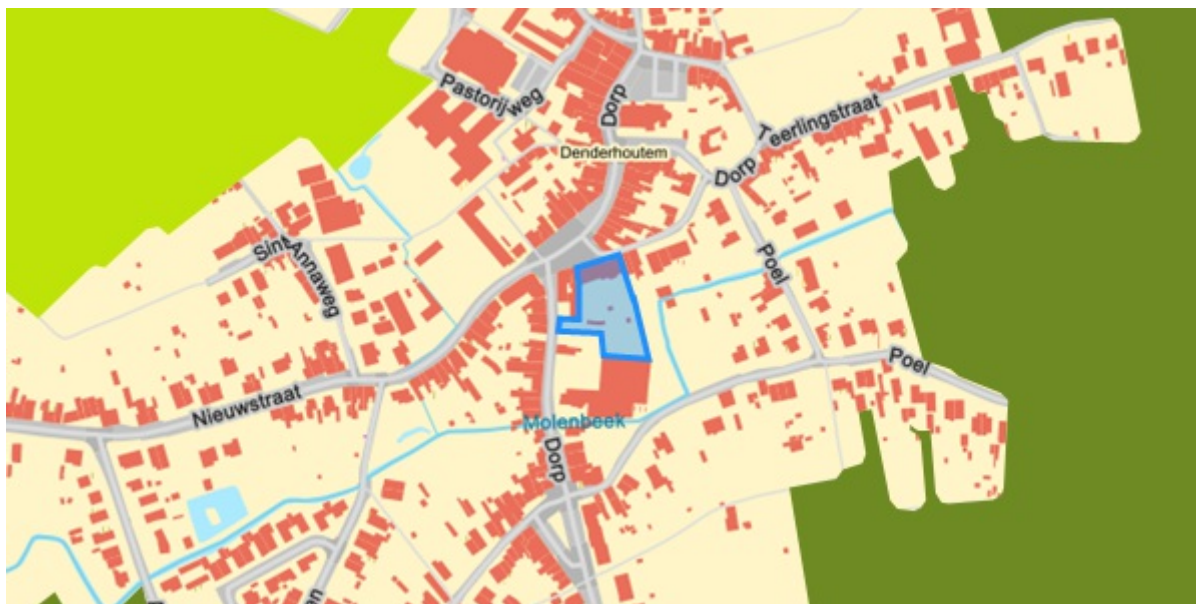 Pastorijweg
Dorp
Teerlingstraat
Denderhoutem
Dorp
Sint Annaweg
Poel
Poel
Nieuwstraat
Molenbeek
Dorp